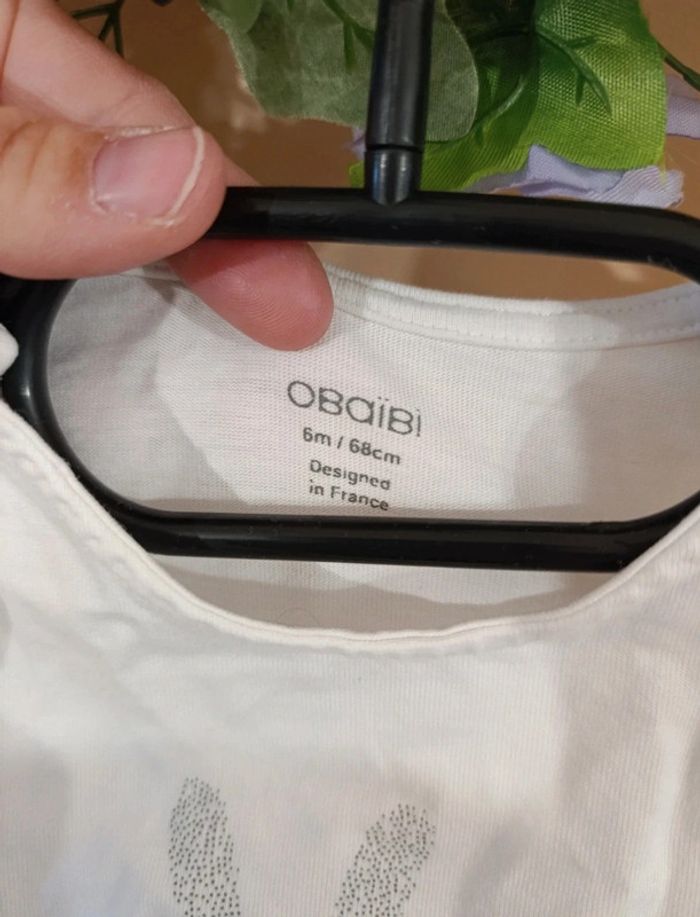 OBaïBi
6m / 68cm
Designed
in France